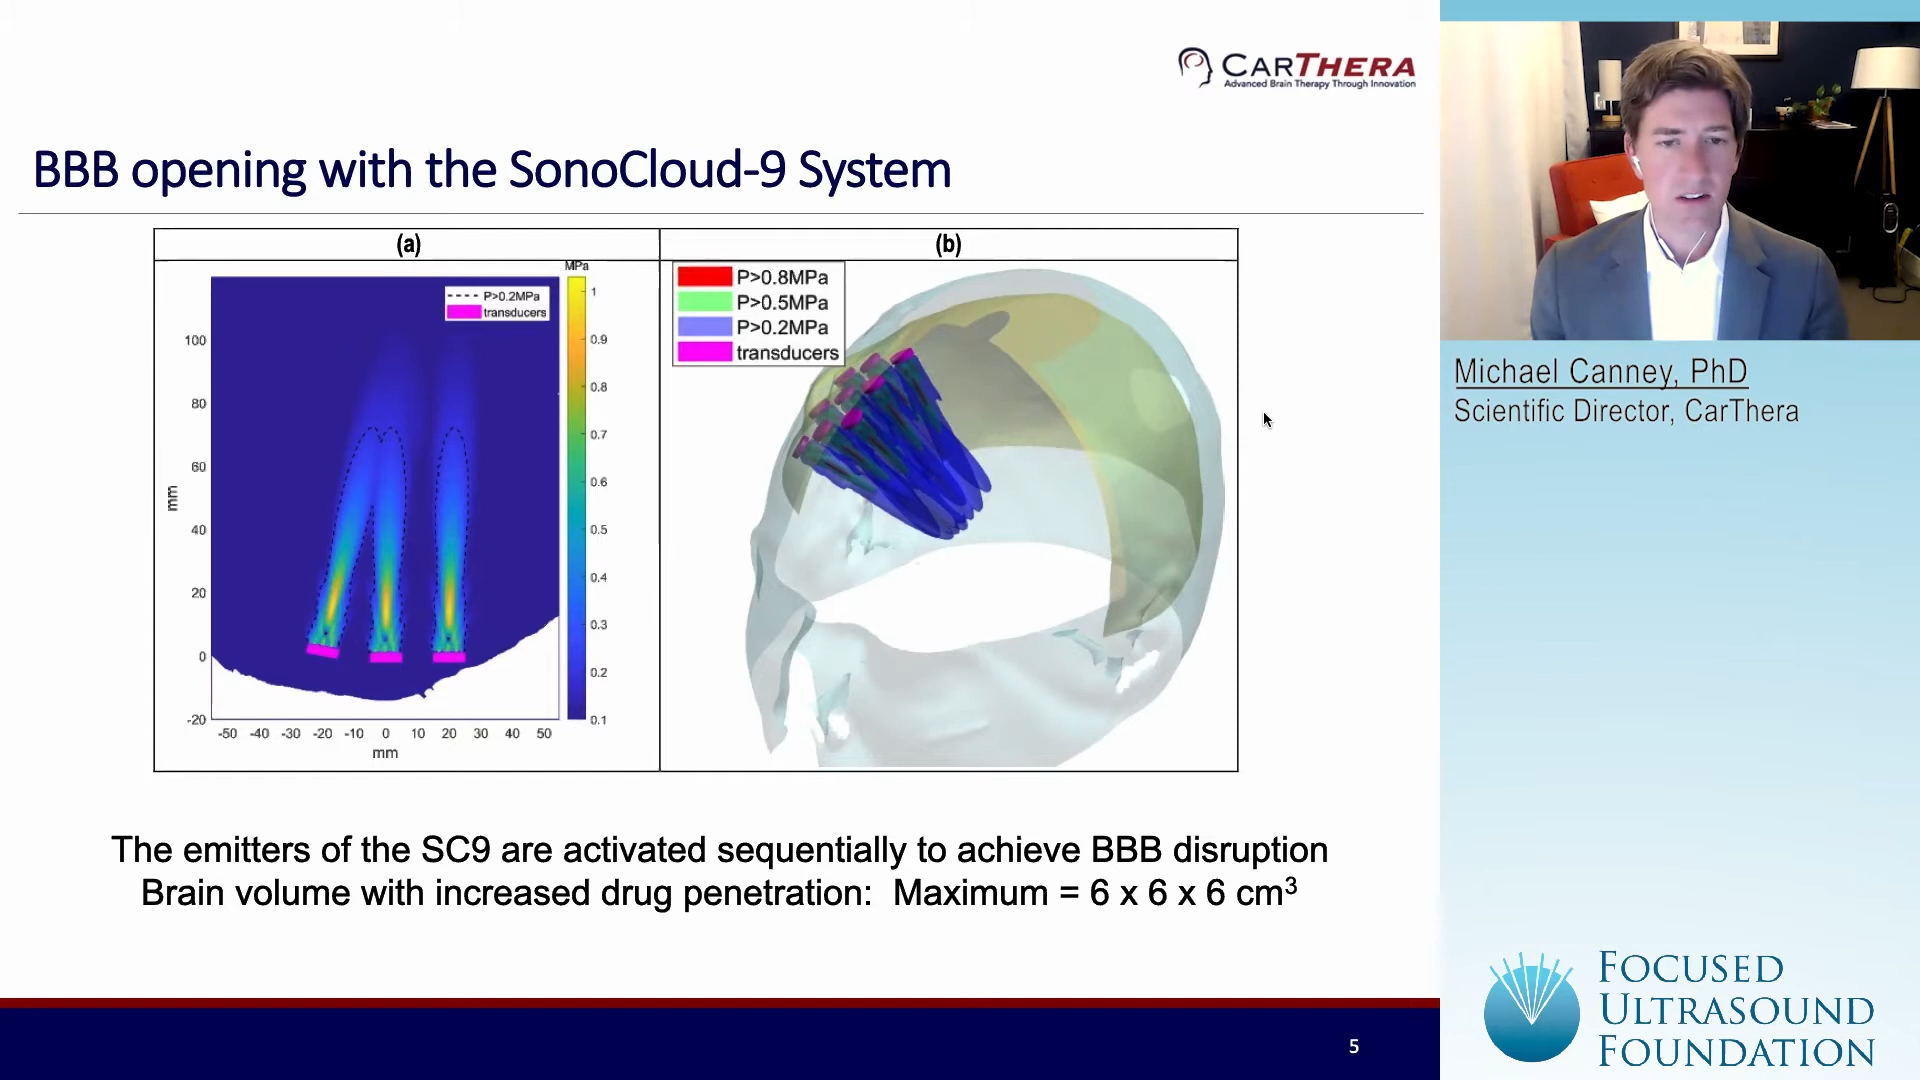 CARTHERA
Advanced Brain Therapy Through Innovation
BBB opening with the SonoCloud-9 System
(a)
(b)
MPa
P>0.2MPa
transducers
1
0.9
0.8
0.7
0.6
0.5
0.4
0.3
0.2
0.1
100
80
60
40
20
0
-20
mm
-50 -40 -30 -20 -10 0 10 20 30 40 50
mm
P>0.8MPa
P>0.5MPa
P>0.2MPa
transducers
The emitters of the SC9 are activated sequentially to achieve BBB disruption
Brain volume with increased drug penetration: Maximum = 6 x 6 x 6 cm³
5
Michael Canney, PhD
Scientific Director, CarThera
FOCUSED
ULTRASOUND
FOUNDATION